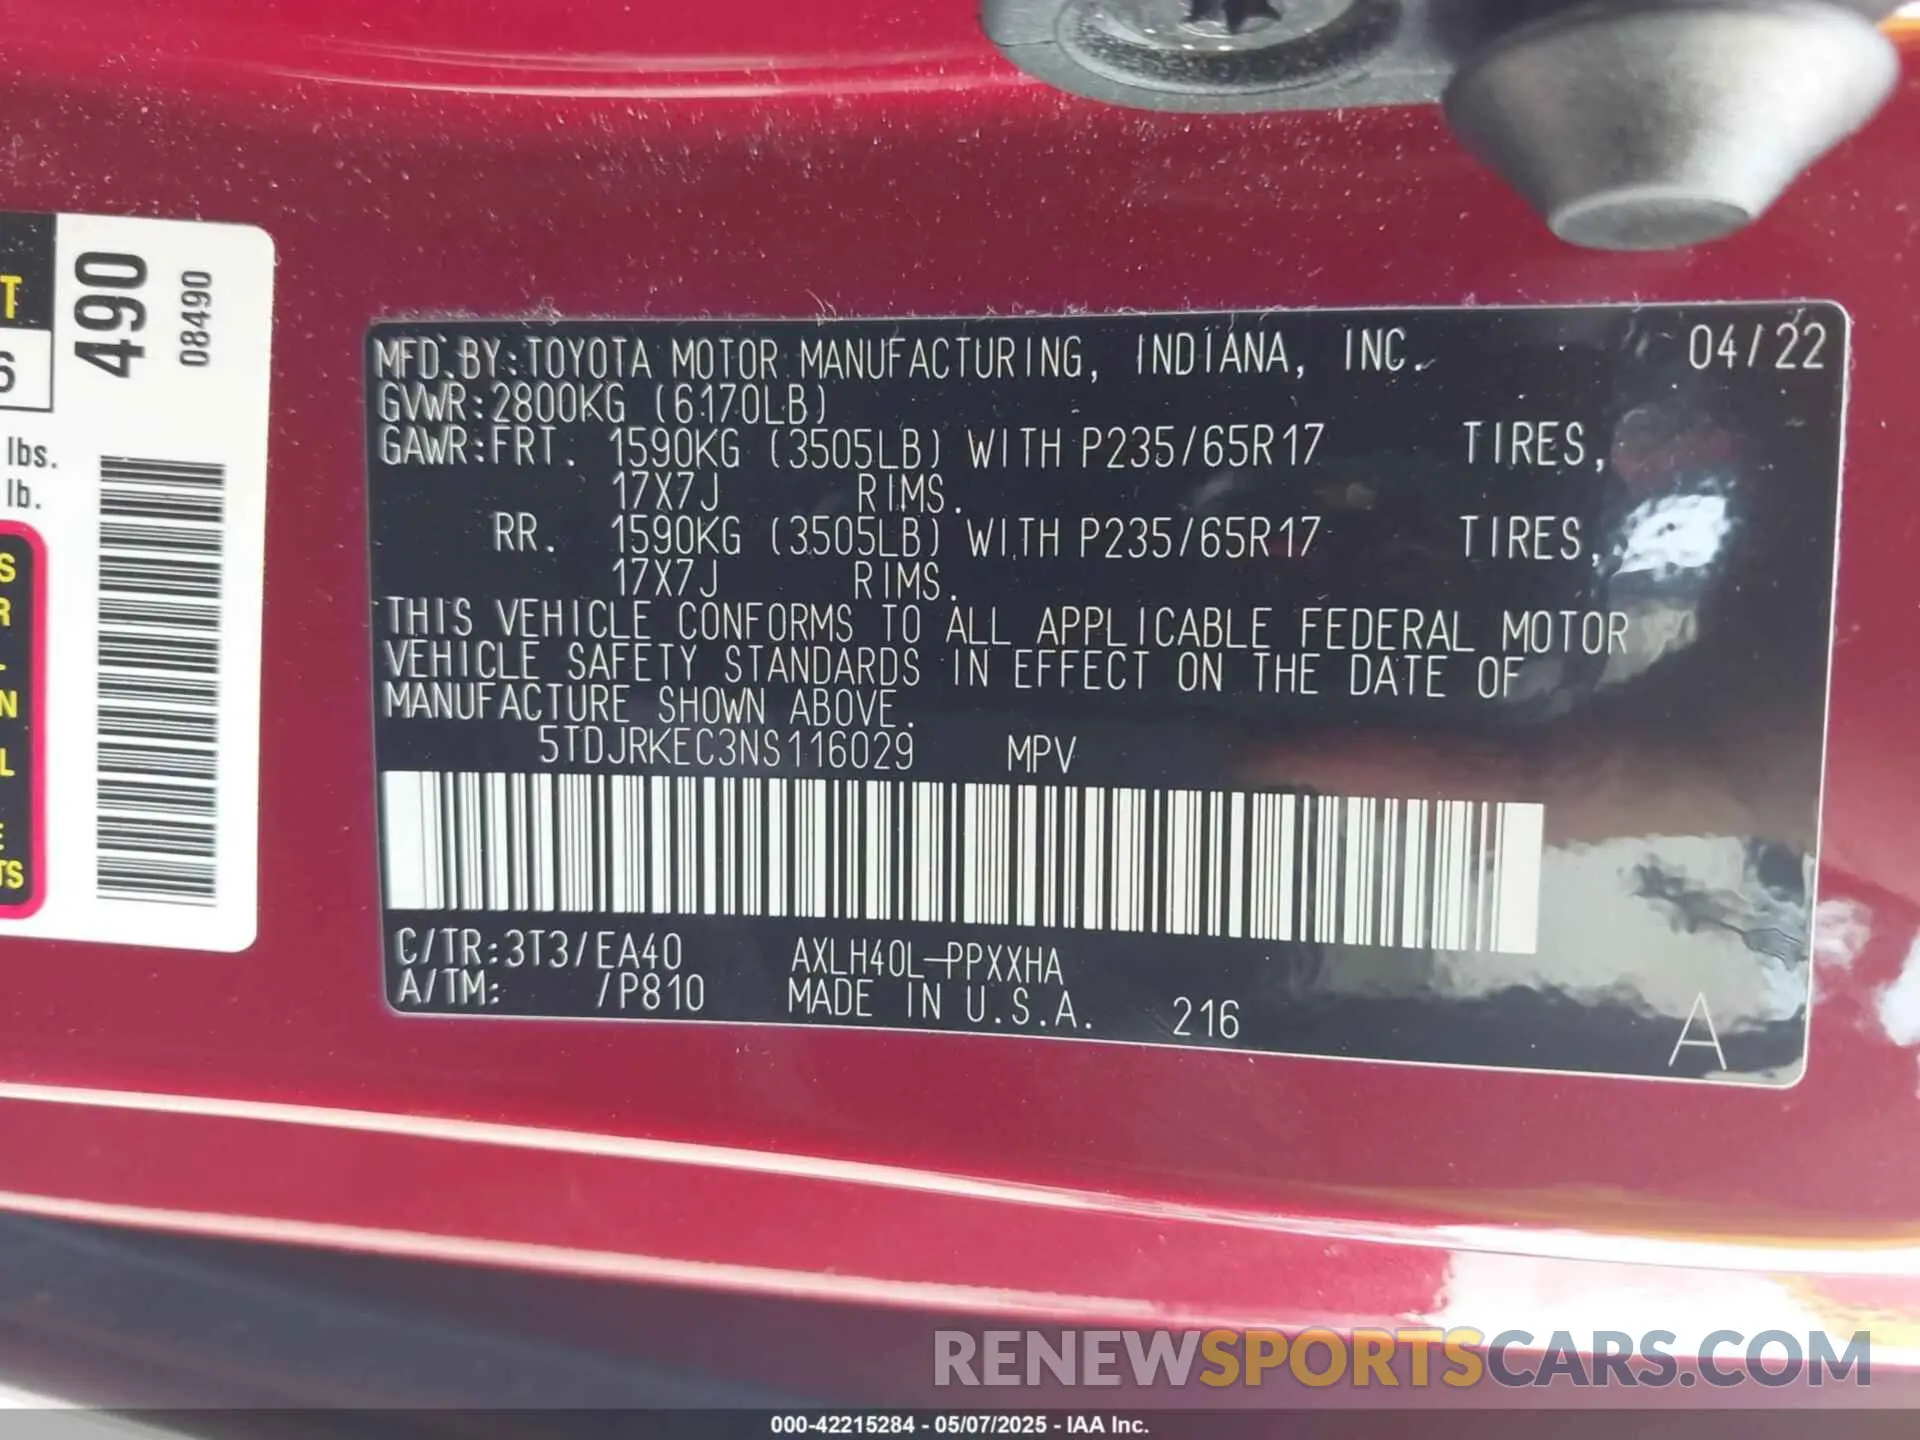 T
6
lbs.
lb.
490
08490
S
R
L
N
L
E
TS
MFD.BY:TOYOTA MOTOR MANUFACTURING, INDIANA, INC. 04/22
GVWR:2800KG (6170LB)
GAWR:FRT. 1590KG (3505LB) WITH P235/65R17 TIRES,
17X7J RIMS.
RR. 1590KG (3505LB) WITH P235/65R17 TIRES,
17X7J RIMS.
THIS VEHICLE CONFORMS TO ALL APPLICABLE FEDERAL MOTOR
VEHICLE SAFETY STANDARDS IN EFFECT ON THE DATE OF
MANUFACTURE SHOWN ABOVE.
5TDJRKEC3NS116029 MPV
C/TR:3T3/EA40 AXLH40L-PPXXHA
A/TM: /P810 MADE IN U.S.A. 216 A
RENEWSPORTSCARS.COM
000-42215284 - 05/07/2025 - IAA Inc.